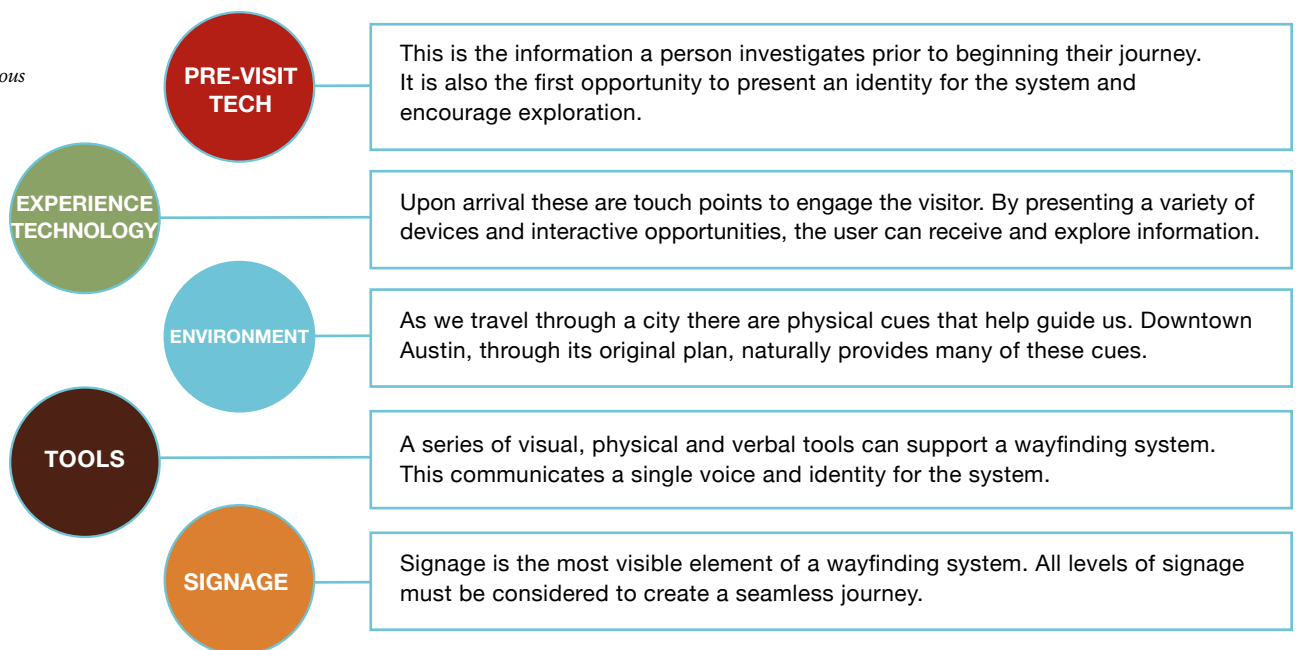 ous
PRE-VISIT
TECH
This is the information a person investigates prior to beginning their journey.
It is also the first opportunity to present an identity for the system and
encourage exploration.
EXPERIENCE
TECHNOLOGY
Upon arrival these are touch points to engage the visitor. By presenting a variety of
devices and interactive opportunities, the user can receive and explore information.
ENVIRONMENT
As we travel through a city there are physical cues that help guide us. Downtown
Austin, through its original plan, naturally provides many of these cues.
TOOLS
A series of visual, physical and verbal tools can support a wayfinding system.
This communicates a single voice and identity for the system.
SIGNAGE
Signage is the most visible element of a wayfinding system. All levels of signage
must be considered to create a seamless journey.